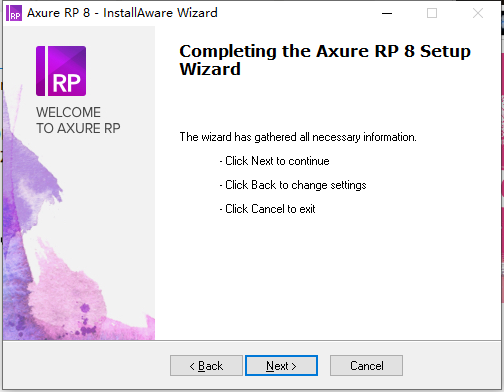 Axure RP 8 - InstallAware Wizard
RP
WELCOME
TO AXURE RP
Completing the Axure RP 8 Setup
Wizard
The wizard has gathered all necessary information.
- Click Next to continue
- Click Back to change settings
- Click Cancel to exit
< Back
Next >
Cancel